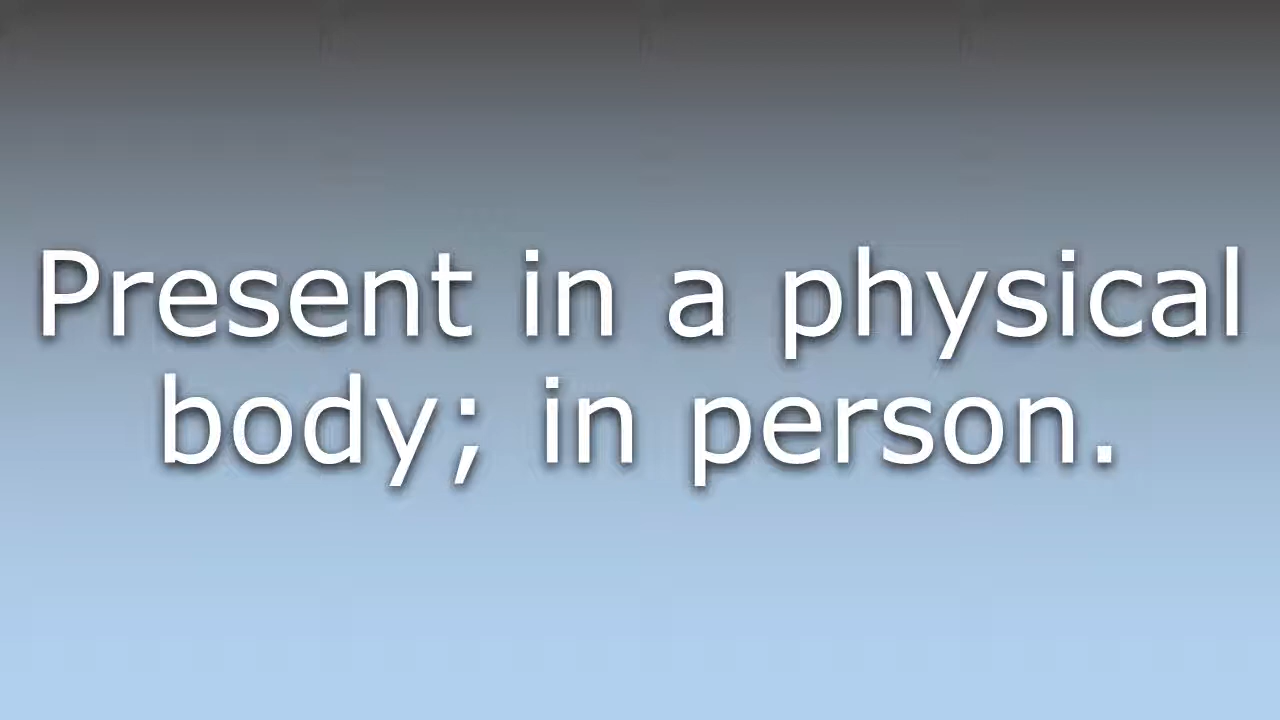 Present in a physical
body; in person.